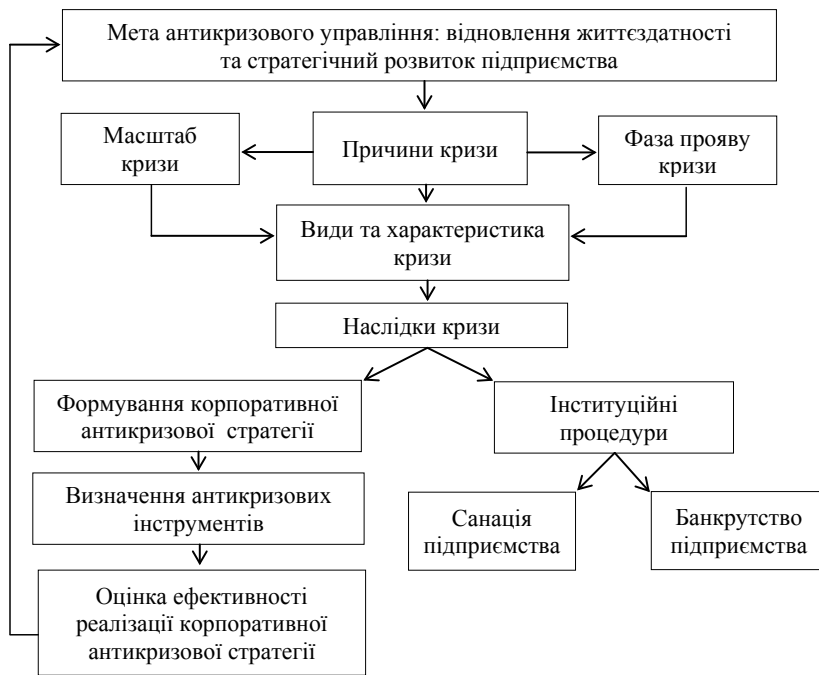 Мета антикризового управління: відновлення життєздатності
та стратегічний розвиток підприємства
Масштаб
кризи
Причини кризи
Фаза прояву
кризи
Види та характеристика
кризи
Наслідки кризи
Формування корпоративної
антикризової стратегії
Інституційні
процедури
Визначення антикризових
інструментів
Санація
підприємства
Банкрутство
підприємства
Оцінка ефективності
реалізації корпоративної
антикризової стратегії